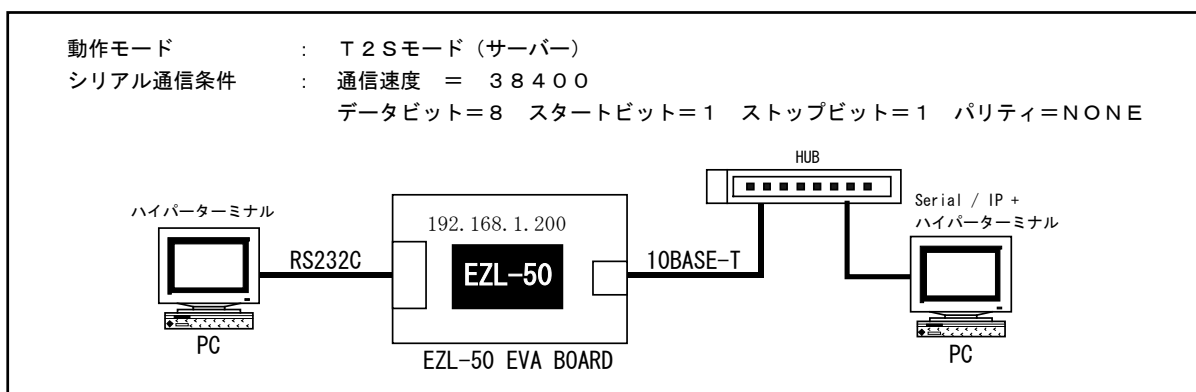 動作モード : T2Sモード（サーバー）
シリアル通信条件 : 通信速度 = 38400
データビット=8 スタートビット=1 ストップビット=1 パリティ=NONE
HUB
ハイパーターミナル
192.168.1.200
Serial / IP +
ハイパーターミナル
RS232C
EZL-50
10BASE-T
PC
EZL-50 EVA BOARD
PC